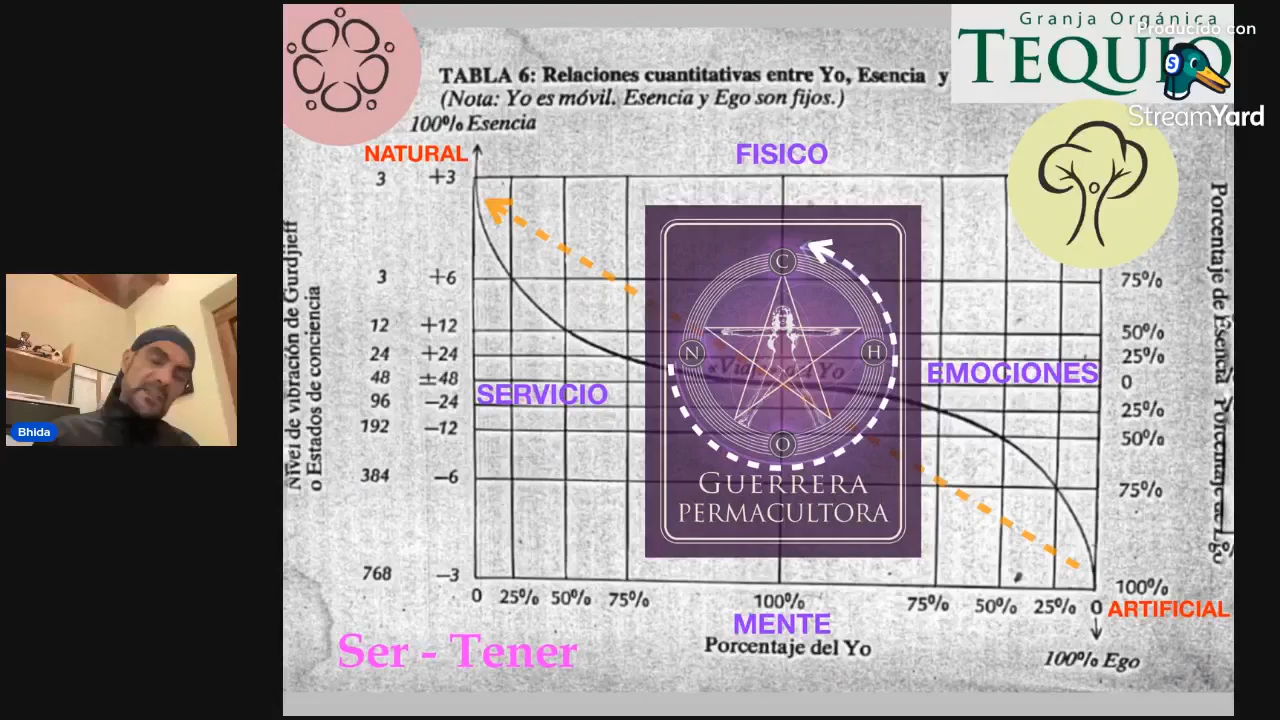 Granja Orgánica
TEQUIO
Producido con
StreamYard
TABLA 6: Relaciones cuantitativas entre Yo, Esencia y
(Nota: Yo es móvil. Esencia y Ego son fijos.)
100% Esencia
NATURAL
FISICO
3 +3
3 +6 75%
12 +12 50%
24 +24 25%
48 ±48 0
96 −24 25%
192 −12 50%
384 −6 75%
768 −3 100%
Nivel de vibración de Gurdjieff
o Estados de conciencia
Porcentaje de Esencia
Porcentaje de Ego
SERVICIO
EMOCIONES
C
N
H
O
Yo
GUERRERA
PERMACULTORA
0 25% 50% 75% 100% 75% 50% 25% 0
ARTIFICIAL
MENTE
Porcentaje del Yo
100% Ego
Ser - Tener
Bhida